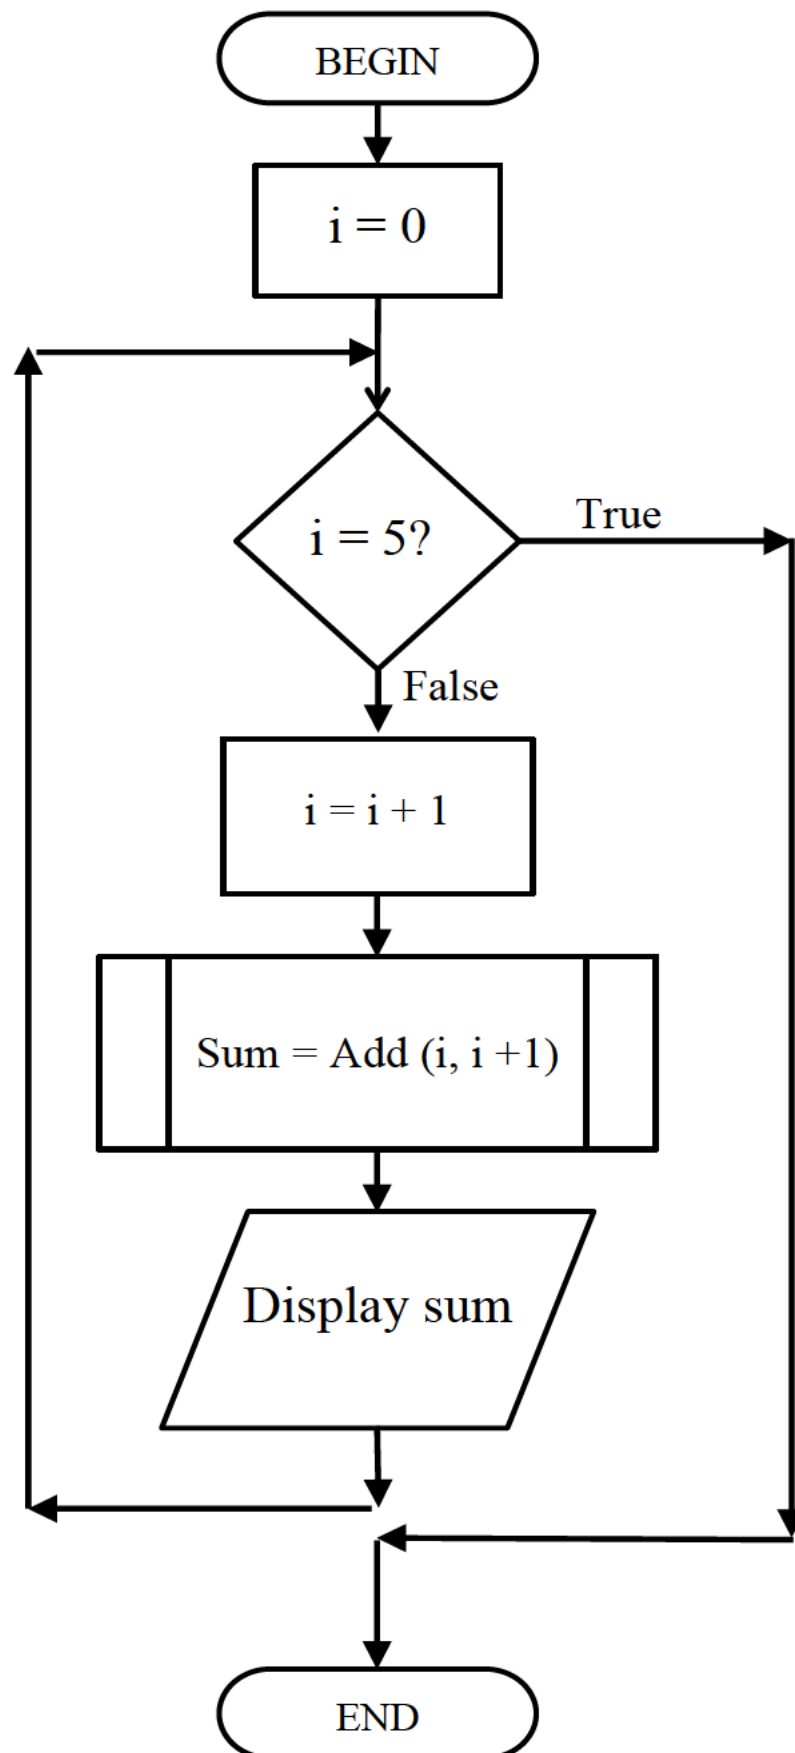 BEGIN
i = 0
i = 5?
True
False
i = i + 1
Sum = Add (i, i +1)
Display sum
END